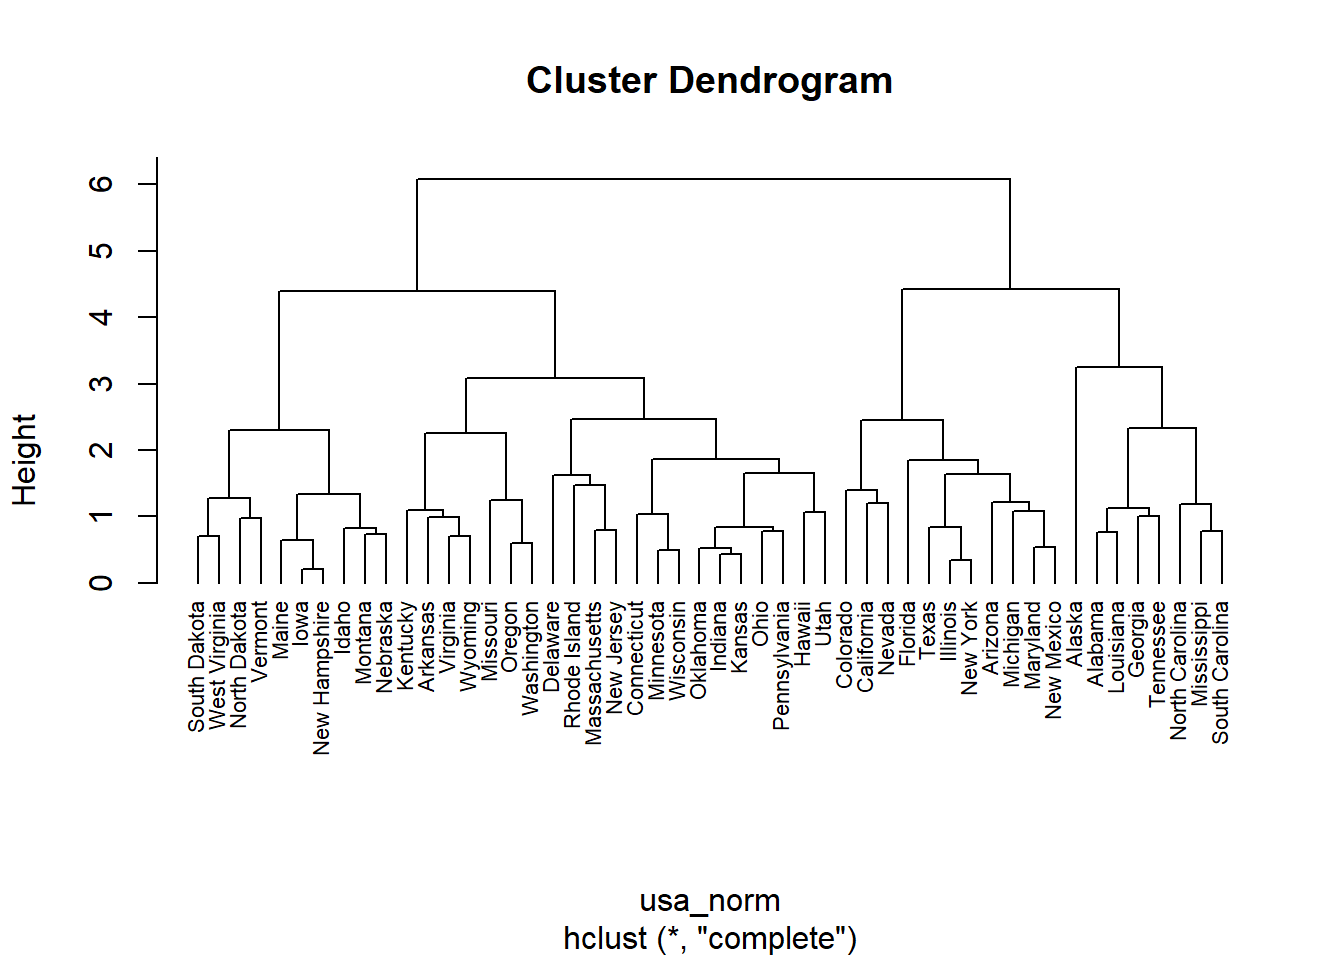 Cluster Dendrogram
Height
6
5
4
3
2
1
0
South Dakota
West Virginia
North Dakota
Vermont
Maine
Iowa
New Hampshire
Idaho
Montana
Nebraska
Kentucky
Arkansas
Virginia
Wyoming
Missouri
Oregon
Washington
Delaware
Rhode Island
Massachusetts
New Jersey
Connecticut
Minnesota
Wisconsin
Oklahoma
Indiana
Kansas
Ohio
Pennsylvania
Hawaii
Utah
Colorado
California
Nevada
Florida
Texas
Illinois
New York
Arizona
Michigan
Maryland
New Mexico
Alaska
Alabama
Louisiana
Georgia
Tennessee
North Carolina
Mississippi
South Carolina
usa_norm
hclust (*, "complete")